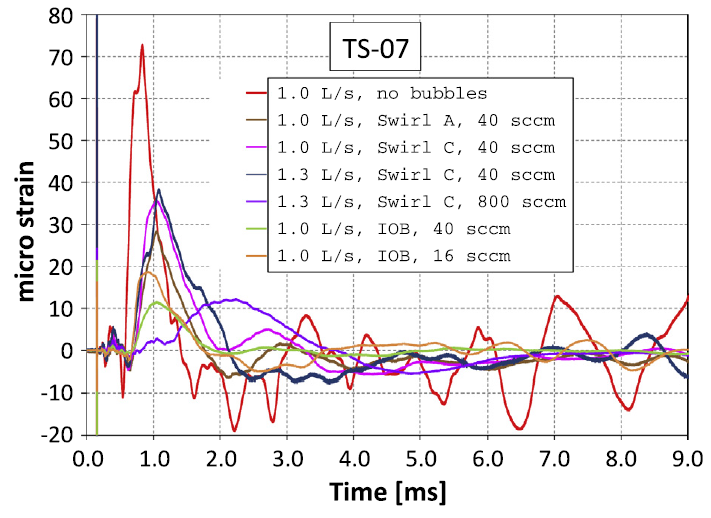 TS-07
1.0 L/s, no bubbles
1.0 L/s, Swirl A, 40 sccm
1.0 L/s, Swirl C, 40 sccm
1.3 L/s, Swirl C, 40 sccm
1.3 L/s, Swirl C, 800 sccm
1.0 L/s, IOB, 40 sccm
1.0 L/s, IOB, 16 sccm
micro strain
80
70
60
50
40
30
20
10
0
-10
-20
0.0 1.0 2.0 3.0 4.0 5.0 6.0 7.0 8.0 9.0
Time [ms]